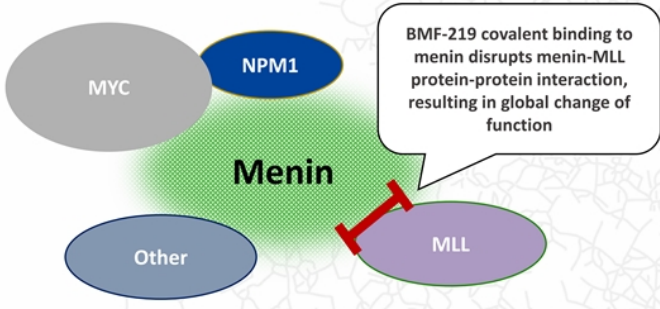 BMF-219 covalent binding to
menin disrupts menin-MLL
protein-protein interaction,
resulting in global change of
function
NPM1
MYC
Menin
Other
MLL